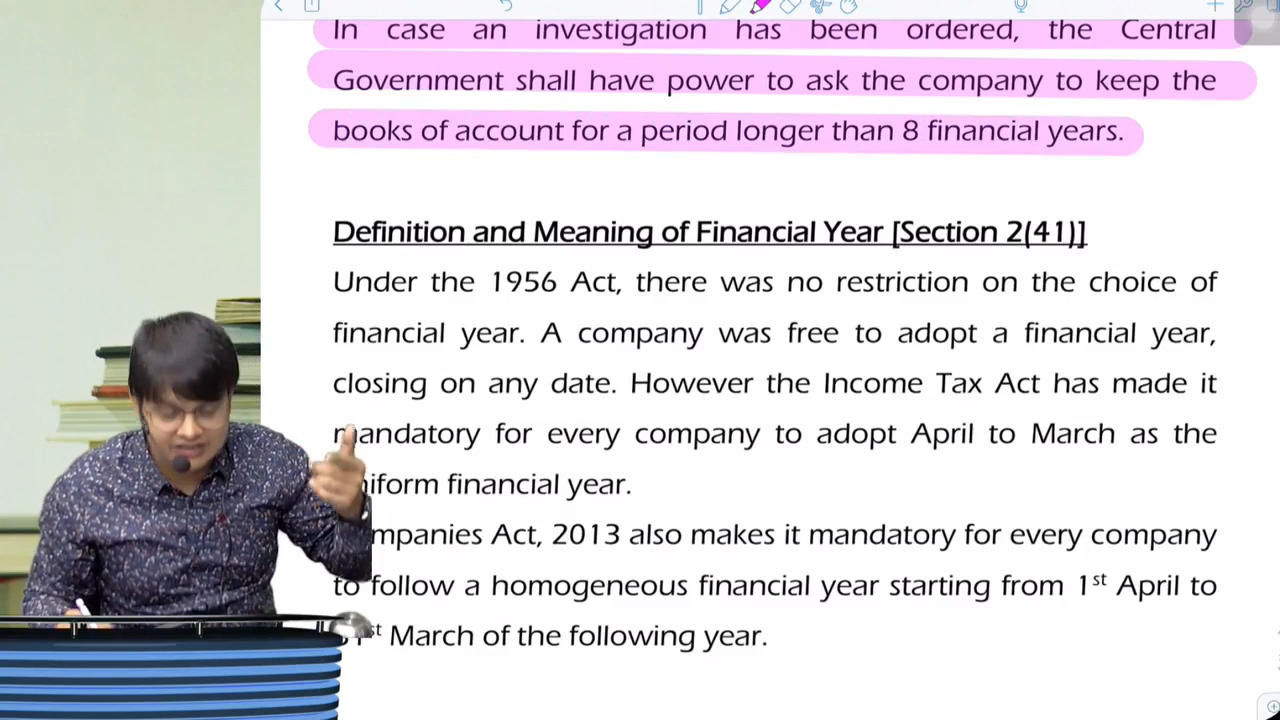 In case an investigation has been ordered, the Central
Government shall have power to ask the company to keep the
books of account for a period longer than 8 financial years.
Definition and Meaning of Financial Year [Section 2(41)]
Under the 1956 Act, there was no restriction on the choice of
financial year. A company was free to adopt a financial year,
closing on any date. However the Income Tax Act has made it
mandatory for every company to adopt April to March as the
financial year.
Act, 2013 also makes it mandatory for every company
to follow a homogeneous financial year starting from 1st April to
March of the following year.